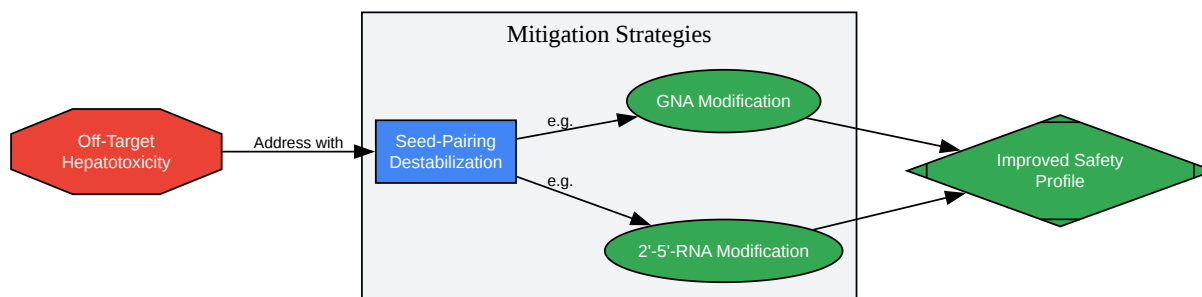 Mitigation Strategies
Off-Target
Hepatotoxicity
Address with
Seed-Pairing
Destabilization
e.g.
e.g.
GNA Modification
2'-5'-RNA Modification
Improved Safety
Profile